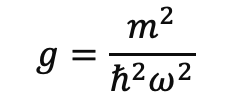 g = m² / ħ²ω²